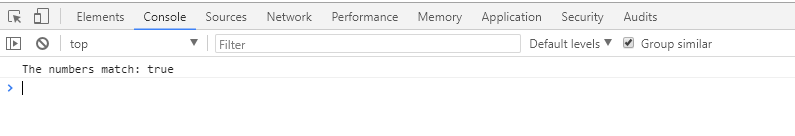 Elements Console Sources Network Performance Memory Application Security Audits
top Filter Default levels Group similar
The numbers match: true